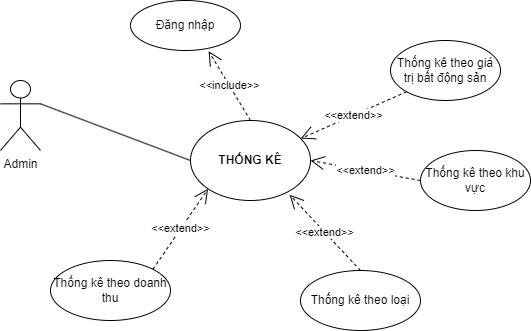 Đăng nhập
Thống kê theo giá
trị bất động sản
<<include>>
<<extend>>
Admin
THỐNG KÊ
<<extend>>
Thống kê theo khu
vực
<<extend>>
<<extend>>
Thống kê theo doanh
thu
Thống kê theo loại